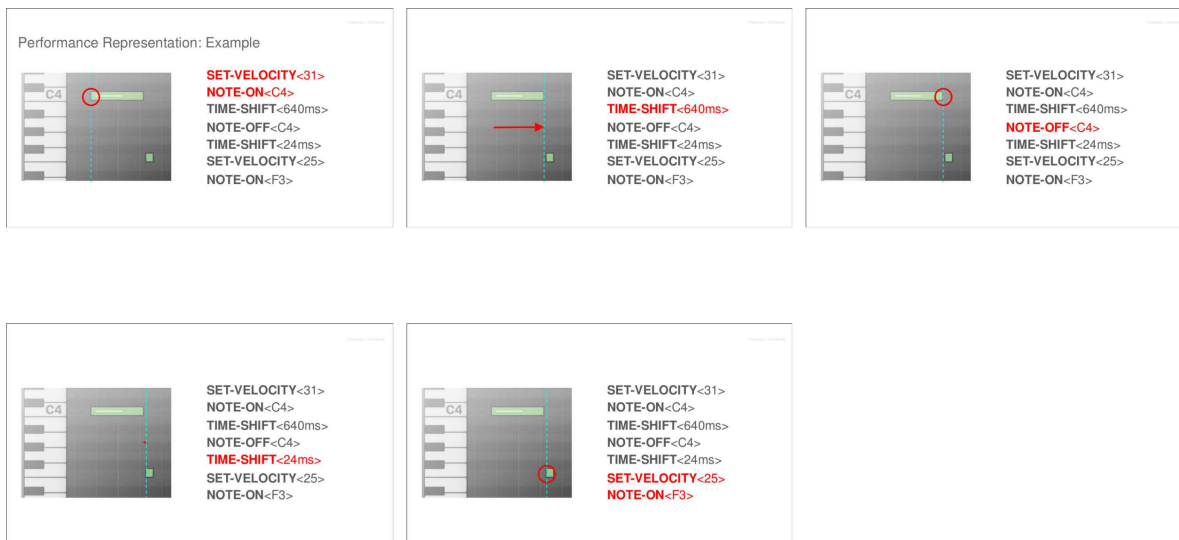 Performance Representation: Example
C4
SET-VELOCITY<31>
NOTE-ON<C4>
TIME-SHIFT<640ms>
NOTE-OFF<C4>
TIME-SHIFT<24ms>
SET-VELOCITY<25>
NOTE-ON<F3>
C4
SET-VELOCITY<31>
NOTE-ON<C4>
TIME-SHIFT<640ms>
NOTE-OFF<C4>
TIME-SHIFT<24ms>
SET-VELOCITY<25>
NOTE-ON<F3>
C4
SET-VELOCITY<31>
NOTE-ON<C4>
TIME-SHIFT<640ms>
NOTE-OFF<C4>
TIME-SHIFT<24ms>
SET-VELOCITY<25>
NOTE-ON<F3>
C4
SET-VELOCITY<31>
NOTE-ON<C4>
TIME-SHIFT<640ms>
NOTE-OFF<C4>
TIME-SHIFT<24ms>
SET-VELOCITY<25>
NOTE-ON<F3>
C4
SET-VELOCITY<31>
NOTE-ON<C4>
TIME-SHIFT<640ms>
NOTE-OFF<C4>
TIME-SHIFT<24ms>
SET-VELOCITY<25>
NOTE-ON<F3>